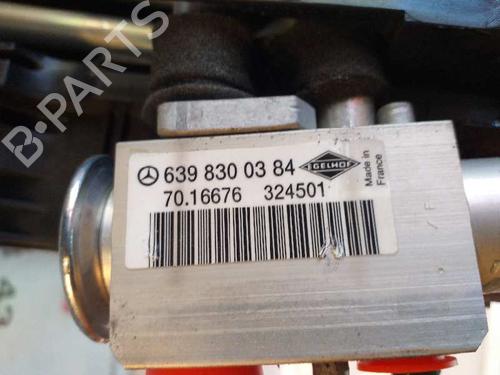 B-PARTS
639 830 03 84
EGELHOF
Made in
France
70.16676 324501